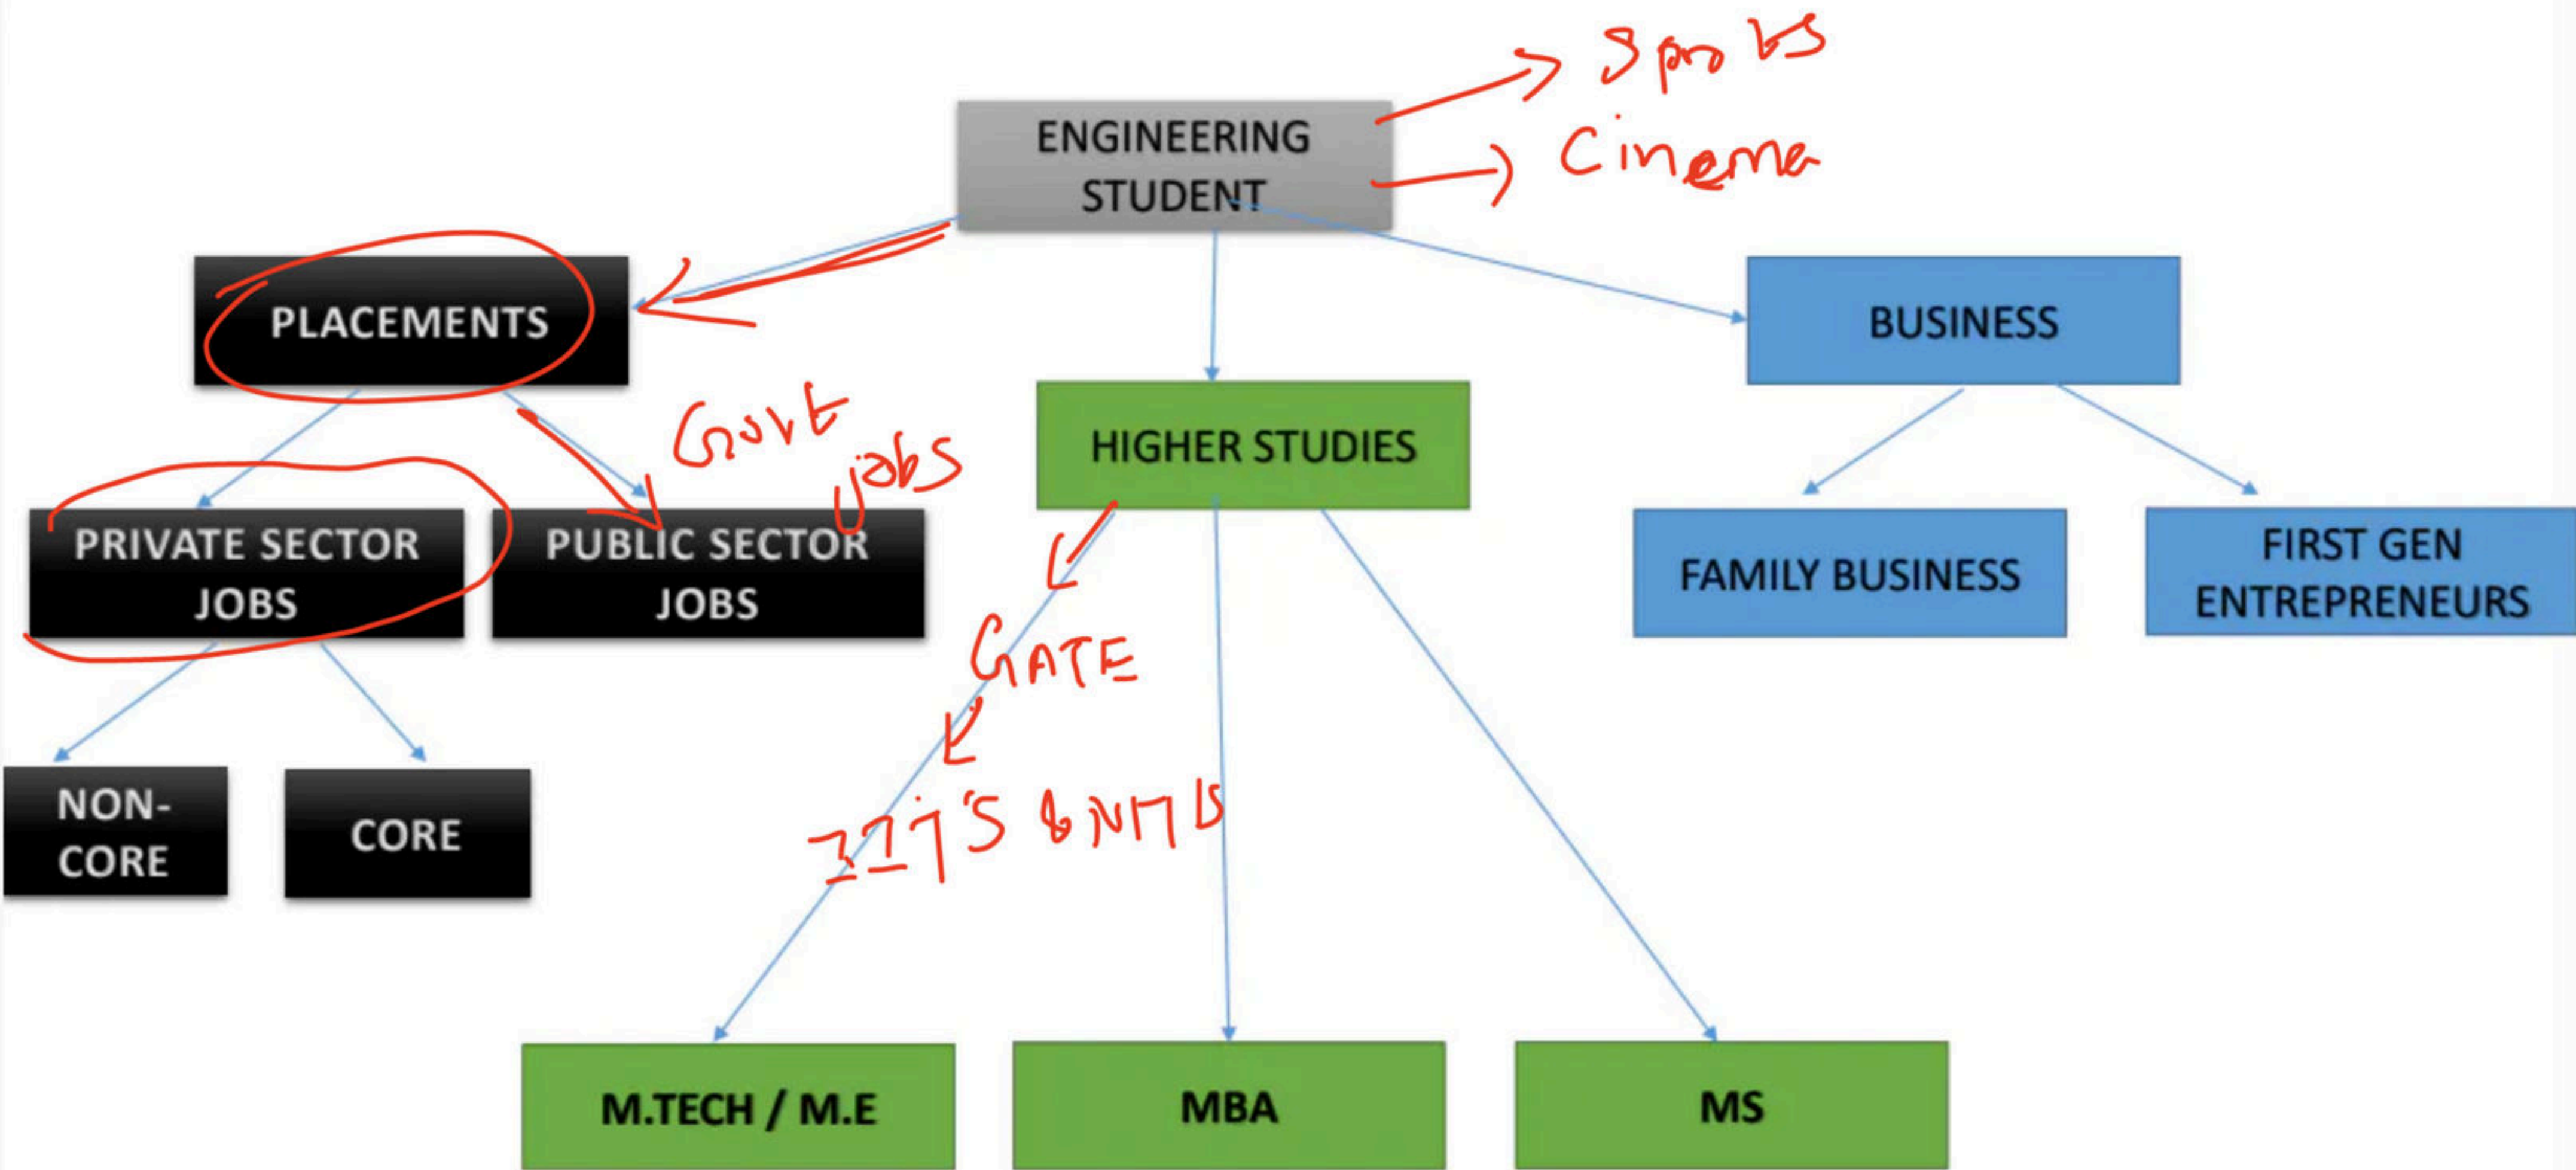 Sprots
Cinema
ENGINEERING
STUDENT
PLACEMENTS
BUSINESS
Govt
jobs
HIGHER STUDIES
PRIVATE SECTOR
JOBS
PUBLIC SECTOR
JOBS
FAMILY BUSINESS
FIRST GEN
ENTREPRENEURS
GATE
IIT'S & NITS
NON-
CORE
CORE
M.TECH / M.E
MBA
MS